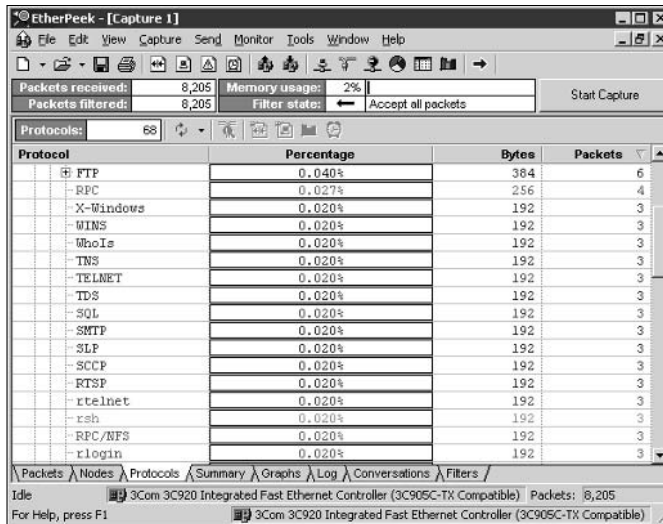 EtherPeek - [Capture 1]
File Edit View Capture Send Monitor Tools Window Help
Packets received: 8,205 Memory usage: 2%
Packets filtered: 8,205 Filter state: Accept all packets
Start Capture
Protocols: 68
Protocol Percentage Bytes Packets
FTP 0.040% 384 6
RPC 0.027% 256 4
X-Windows 0.020% 192 3
WINS 0.020% 192 3
WhoIs 0.020% 192 3
TNS 0.020% 192 3
TELNET 0.020% 192 3
TDS 0.020% 192 3
SQL 0.020% 192 3
SMTP 0.020% 192 3
SLP 0.020% 192 3
SCCP 0.020% 192 3
RTSP 0.020% 192 3
rtelnet 0.020% 192 3
rsh 0.020% 192 3
RPC/NFS 0.020% 192 3
rlogin 0.020% 192 3
Packets Nodes Protocols Summary Graphs Log Conversations Filters
Idle 3Com 3C920 Integrated Fast Ethernet Controller (3C905C-TX Compatible) Packets: 8,205
For Help, press F1 3Com 3C920 Integrated Fast Ethernet Controller (3C905C-TX Compatible)